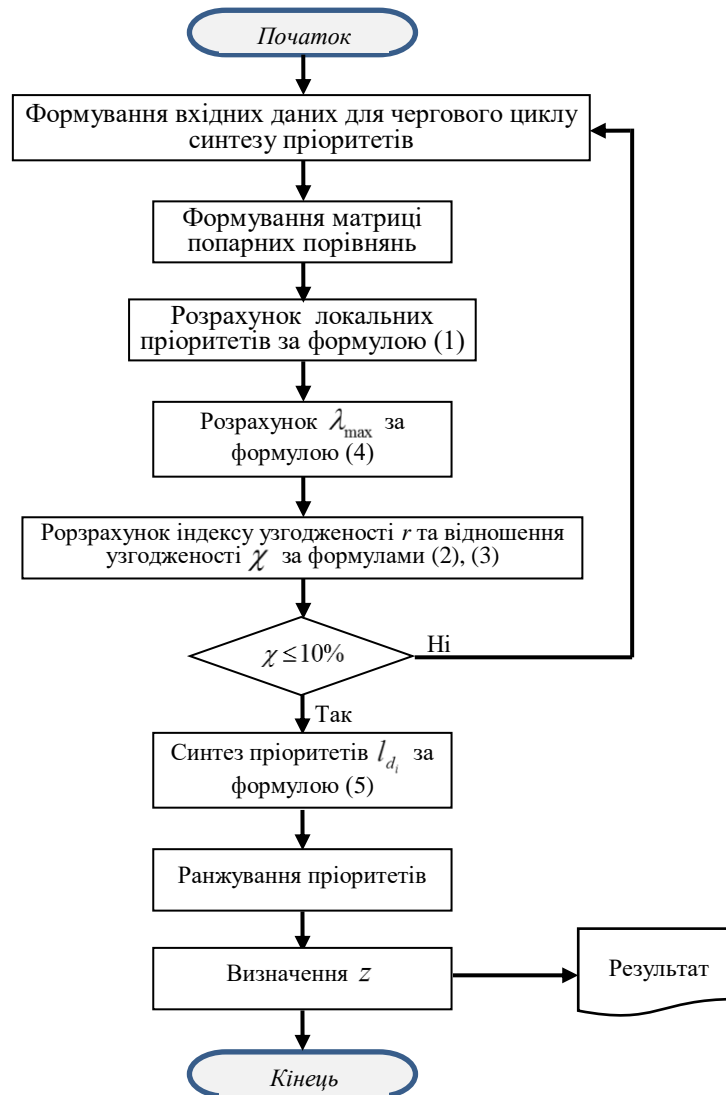 Початок
Формування вхідних даних для чергового циклу
синтезу пріоритетів
Формування матриці
попарних порівнянь
Розрахунок локальних
пріоритетів за формулою (1)
Розрахунок λmax за
формулою (4)
Рорзрахунок індексу узгодженості r та відношення
узгодженості χ за формулами (2), (3)
χ ≤10%
Ні
Так
Синтез пріоритетів l_{d_i} за
формулою (5)
Ранжування пріоритетів
Визначення z
Результат
Кінець